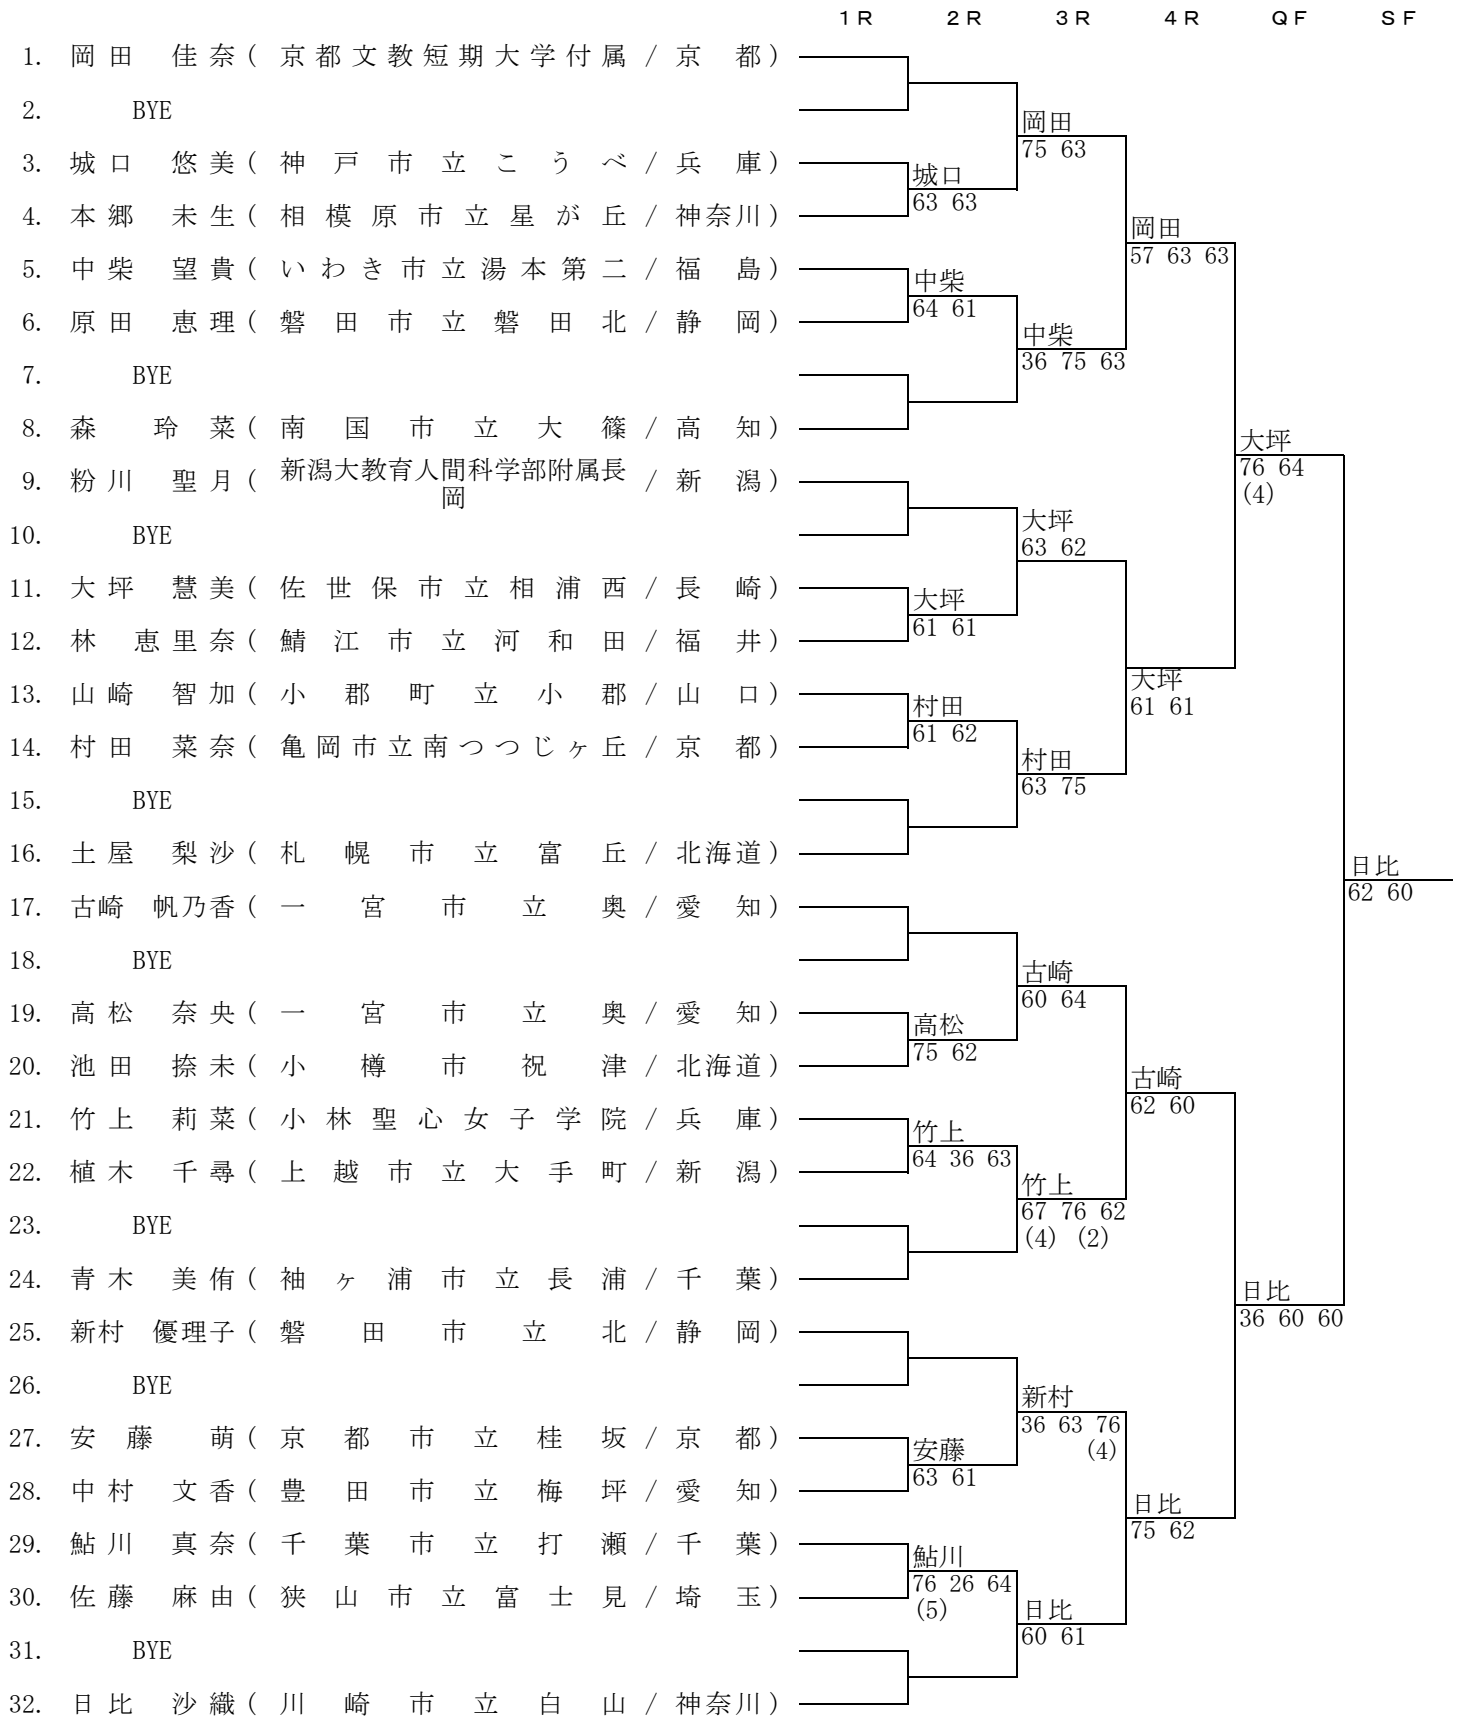 1R 2R 3R 4R QF SF
1. 岡田 佳奈 ( 京都文教短期大学付属 / 京都 )
2. BYE
岡田
75 63
3. 城口 悠美 ( 神戸市立こうべ / 兵庫 )
城口
63 63
4. 本郷 未生 ( 相模原市立星が丘 / 神奈川 )
岡田
57 63 63
5. 中柴 望貴 ( いわき市立湯本第二 / 福島 )
中柴
64 61
6. 原田 恵理 ( 磐田市立磐田北 / 静岡 )
中柴
36 75 63
7. BYE
8. 森 玲菜 ( 南国市立大篠 / 高知 )
大坪
76 64
(4)
9. 粉川 聖月 ( 新潟大教育人間科学部附属長
岡 / 新潟 )
10. BYE
大坪
63 62
11. 大坪 慧美 ( 佐世保市立相浦西 / 長崎 )
大坪
61 61
12. 林 恵里奈 ( 鯖江市立河和田 / 福井 )
13. 山崎 智加 ( 小郡町立小郡 / 山口 )
大坪
61 61
村田
61 62
14. 村田 菜奈 ( 亀岡市立南つつじヶ丘 / 京都 )
村田
63 75
15. BYE
16. 土屋 梨沙 ( 札幌市立富丘 / 北海道 )
日比
62 60
17. 古崎 帆乃香 ( 一宮市立奥 / 愛知 )
18. BYE
古崎
60 64
19. 高松 奈央 ( 一宮市立奥 / 愛知 )
高松
75 62
20. 池田 捺未 ( 小樽市祝津 / 北海道 )
古崎
62 60
21. 竹上 莉菜 ( 小林聖心女子学院 / 兵庫 )
竹上
64 36 63
22. 植木 千尋 ( 上越市立大手町 / 新潟 )
竹上
67 76 62
(4) (2)
23. BYE
24. 青木 美侑 ( 袖ヶ浦市立長浦 / 千葉 )
日比
36 60 60
25. 新村 優理子 ( 磐田市立北 / 静岡 )
26. BYE
新村
36 63 76
(4)
27. 安藤 萌 ( 京都市立桂坂 / 京都 )
安藤
63 61
28. 中村 文香 ( 豊田市立梅坪 / 愛知 )
日比
75 62
29. 鮎川 真奈 ( 千葉市立打瀬 / 千葉 )
鮎川
76 26 64
(5)
30. 佐藤 麻由 ( 狭山市立富士見 / 埼玉 )
日比
60 61
31. BYE
32. 日比 沙織 ( 川崎市立白山 / 神奈川 )